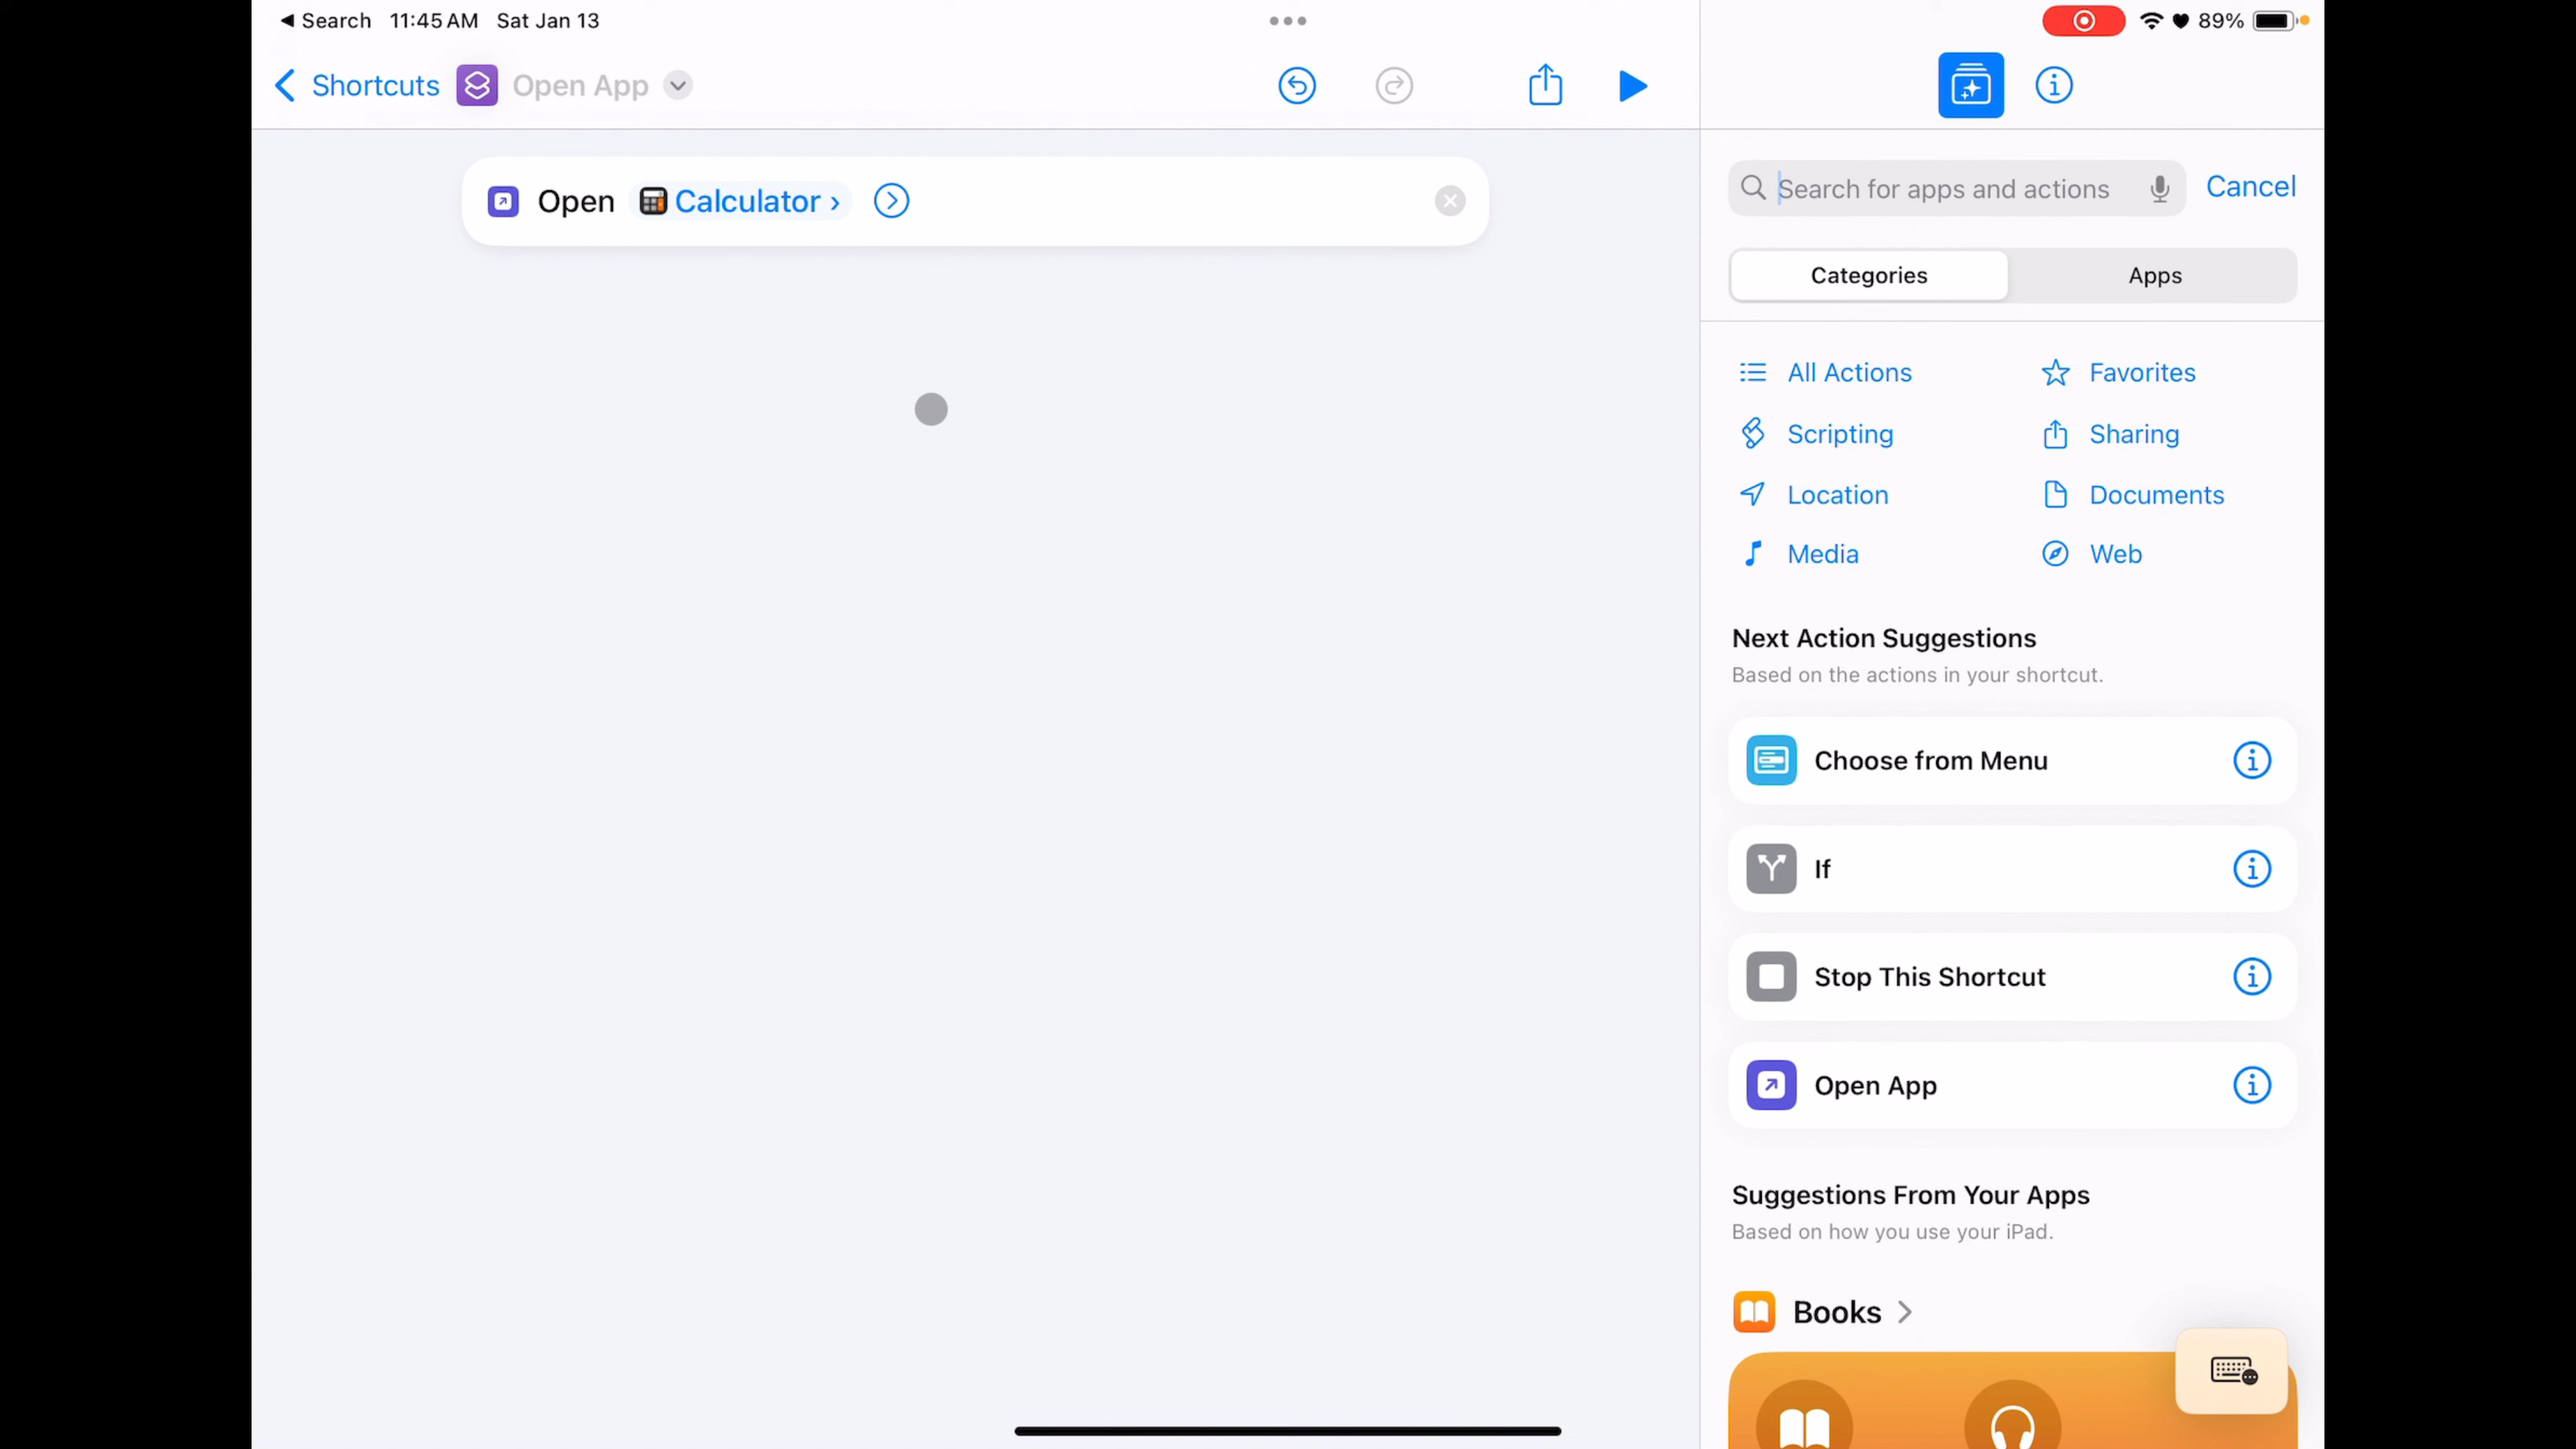 Search 11:45 AM Sat Jan 13
89%
Shortcuts Open App
Open Calculator
Search for apps and actions Cancel
Categories Apps
All Actions Favorites
Scripting Sharing
Location Documents
Media Web
Next Action Suggestions
Based on the actions in your shortcut.
Choose from Menu
If
Stop This Shortcut
Open App
Suggestions From Your Apps
Based on how you use your iPad.
Books